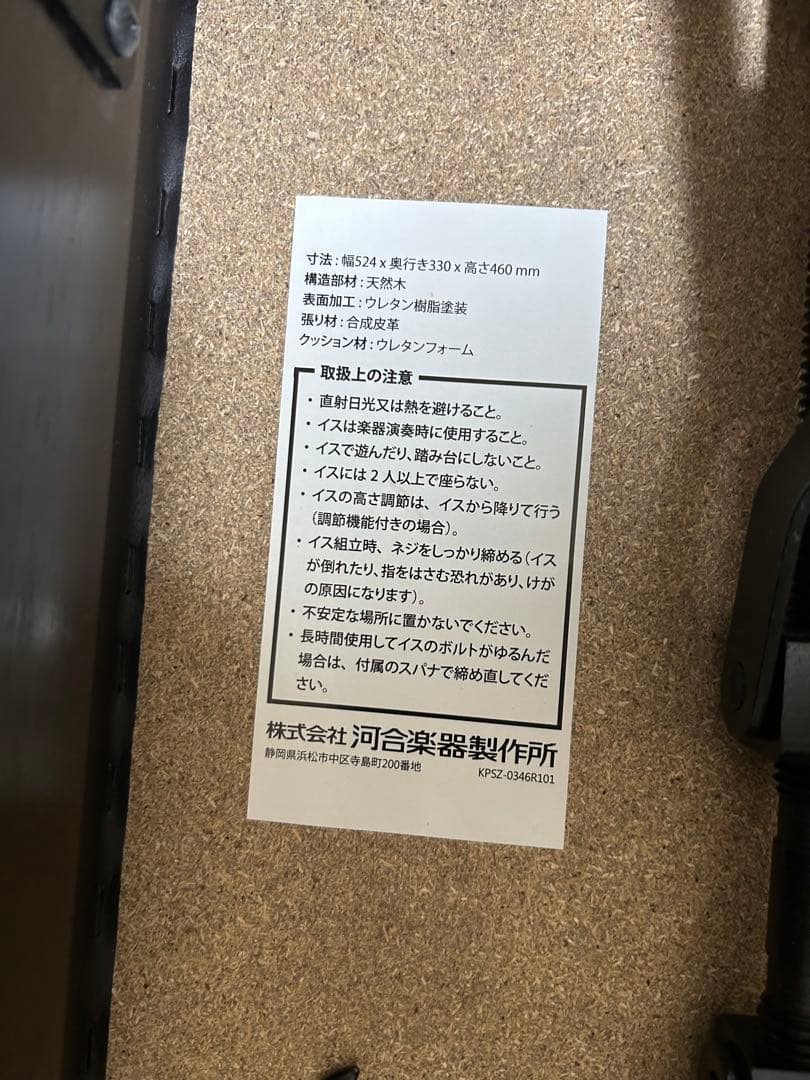 寸法 : 幅524 x 奥行き330 x 高さ460 mm
構造部材 : 天然木
表面加工 : ウレタン樹脂塗装
張り材 : 合成皮革
クッション材 : ウレタンフォーム
取扱上の注意
・直射日光又は熱を避けること。
・イスは楽器演奏時に使用すること。
・イスで遊んだり、踏み台にしないこと。
・イスには2人以上で座らない。
・イスの高さ調節は、イスから降りて行う
(調節機能付きの場合)。
・イス組立時、ネジをしっかり締める(イス
が倒れたり、指をはさむ恐れがあり、けが
の原因になります)。
・不安定な場所に置かないでください。
・長時間使用してイスのボルトがゆるんだ
場合は、付属のスパナで締め直してくだ
さい。
株式会社 河合楽器製作所
静岡県浜松市中区寺島町200番地
KPSZ-0346R101